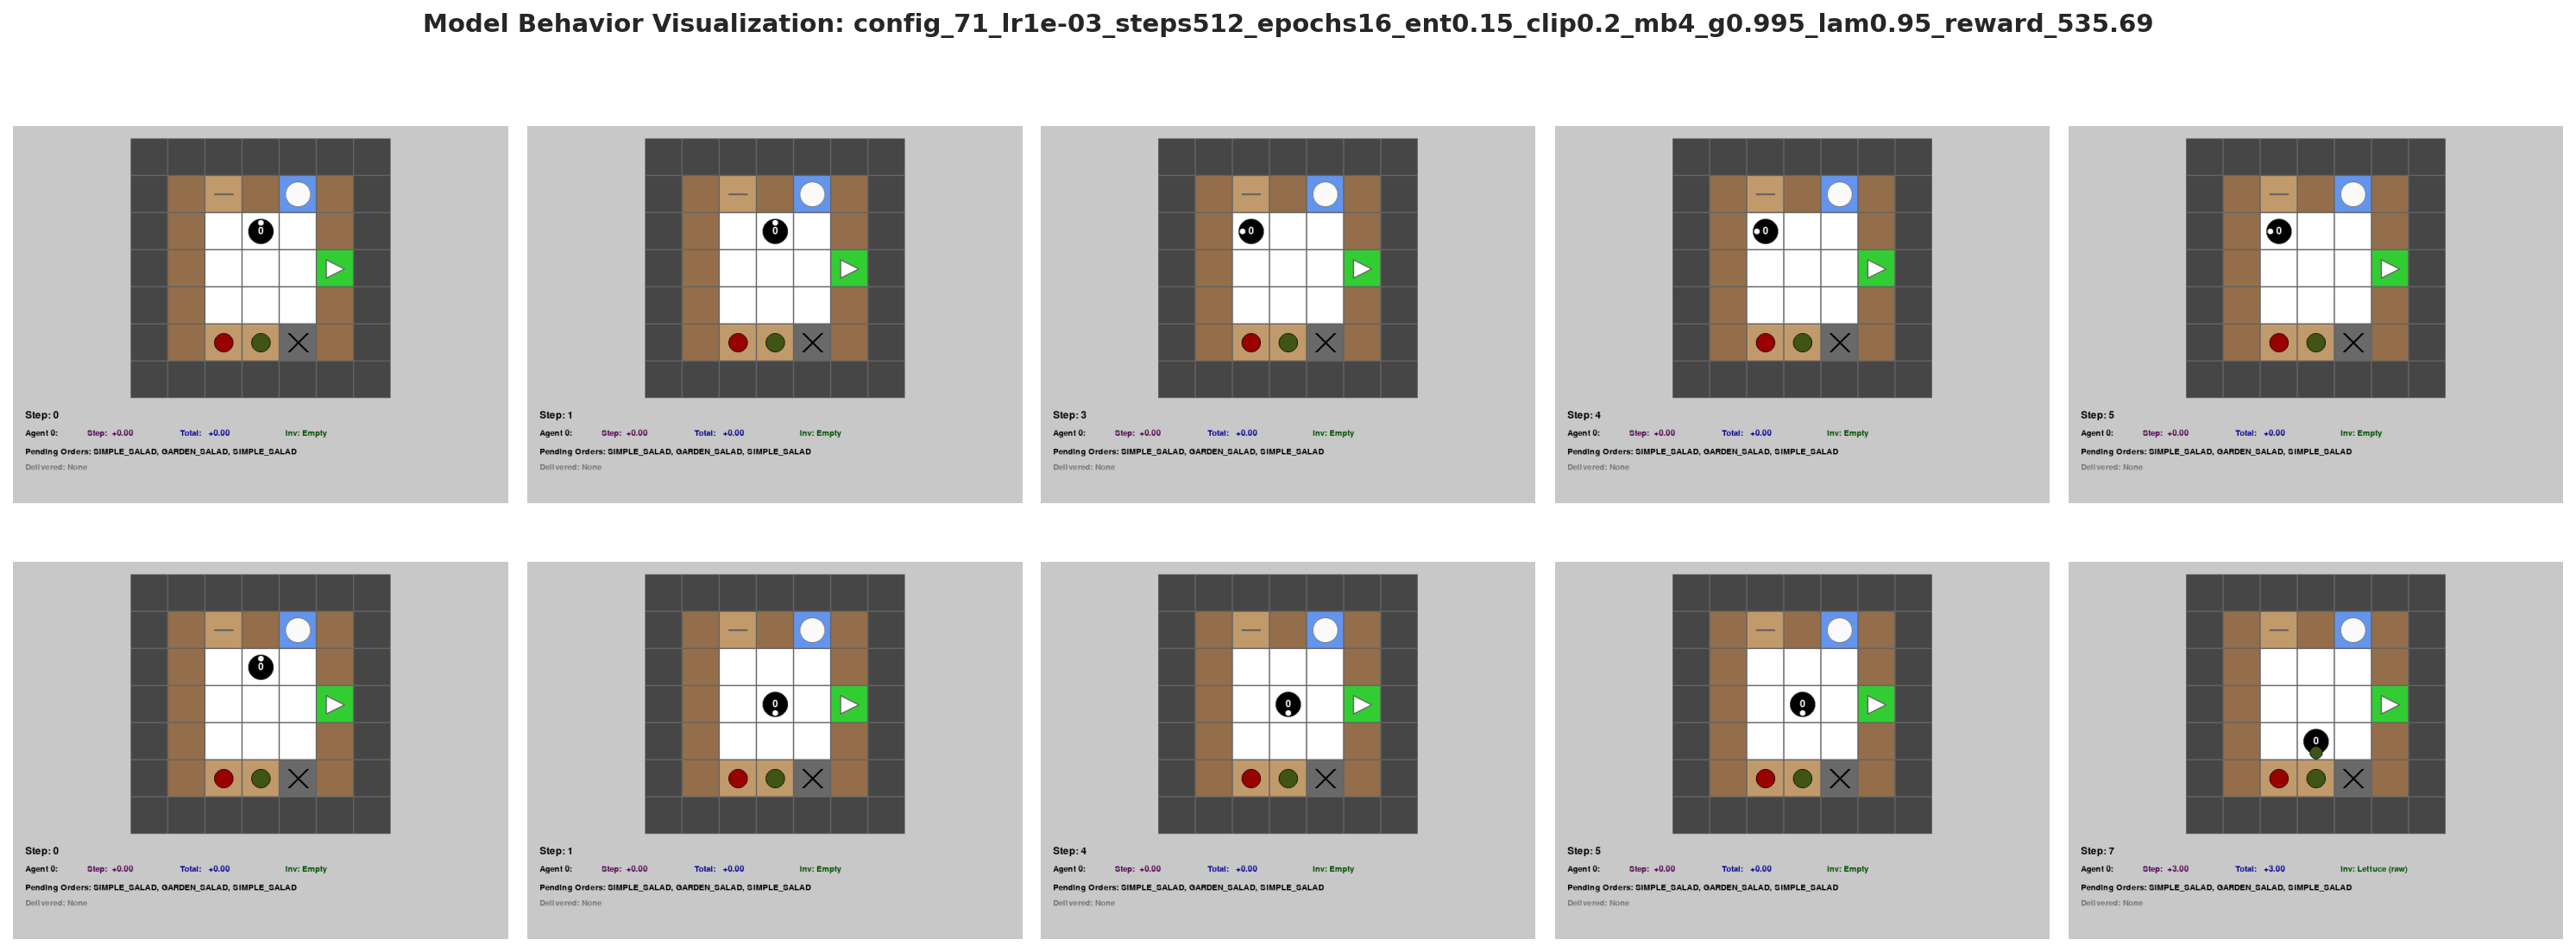 Model Behavior Visualization: config_71_lr1e-03_steps512_epochs16_ent0.15_clip0.2_mb4_g0.995_lam0.95_reward_535.69
0
Step: 0
Agent 0: Step: +0.00 Total: +0.00 Inv: Empty
Pending Orders: SIMPLE_SALAD, GARDEN_SALAD, SIMPLE_SALAD
Delivered: None
0
Step: 1
Agent 0: Step: +0.00 Total: +0.00 Inv: Empty
Pending Orders: SIMPLE_SALAD, GARDEN_SALAD, SIMPLE_SALAD
Delivered: None
0
Step: 3
Agent 0: Step: +0.00 Total: +0.00 Inv: Empty
Pending Orders: SIMPLE_SALAD, GARDEN_SALAD, SIMPLE_SALAD
Delivered: None
0
Step: 4
Agent 0: Step: +0.00 Total: +0.00 Inv: Empty
Pending Orders: SIMPLE_SALAD, GARDEN_SALAD, SIMPLE_SALAD
Delivered: None
0
Step: 5
Agent 0: Step: +0.00 Total: +0.00 Inv: Empty
Pending Orders: SIMPLE_SALAD, GARDEN_SALAD, SIMPLE_SALAD
Delivered: None
0
Step: 0
Agent 0: Step: +0.00 Total: +0.00 Inv: Empty
Pending Orders: SIMPLE_SALAD, GARDEN_SALAD, SIMPLE_SALAD
Delivered: None
0
Step: 1
Agent 0: Step: +0.00 Total: +0.00 Inv: Empty
Pending Orders: SIMPLE_SALAD, GARDEN_SALAD, SIMPLE_SALAD
Delivered: None
0
Step: 4
Agent 0: Step: +0.00 Total: +0.00 Inv: Empty
Pending Orders: SIMPLE_SALAD, GARDEN_SALAD, SIMPLE_SALAD
Delivered: None
0
Step: 5
Agent 0: Step: +0.00 Total: +0.00 Inv: Empty
Pending Orders: SIMPLE_SALAD, GARDEN_SALAD, SIMPLE_SALAD
Delivered: None
0
Step: 7
Agent 0: Step: +3.00 Total: +3.00 Inv: Lettuce (raw)
Pending Orders: SIMPLE_SALAD, GARDEN_SALAD, SIMPLE_SALAD
Delivered: None